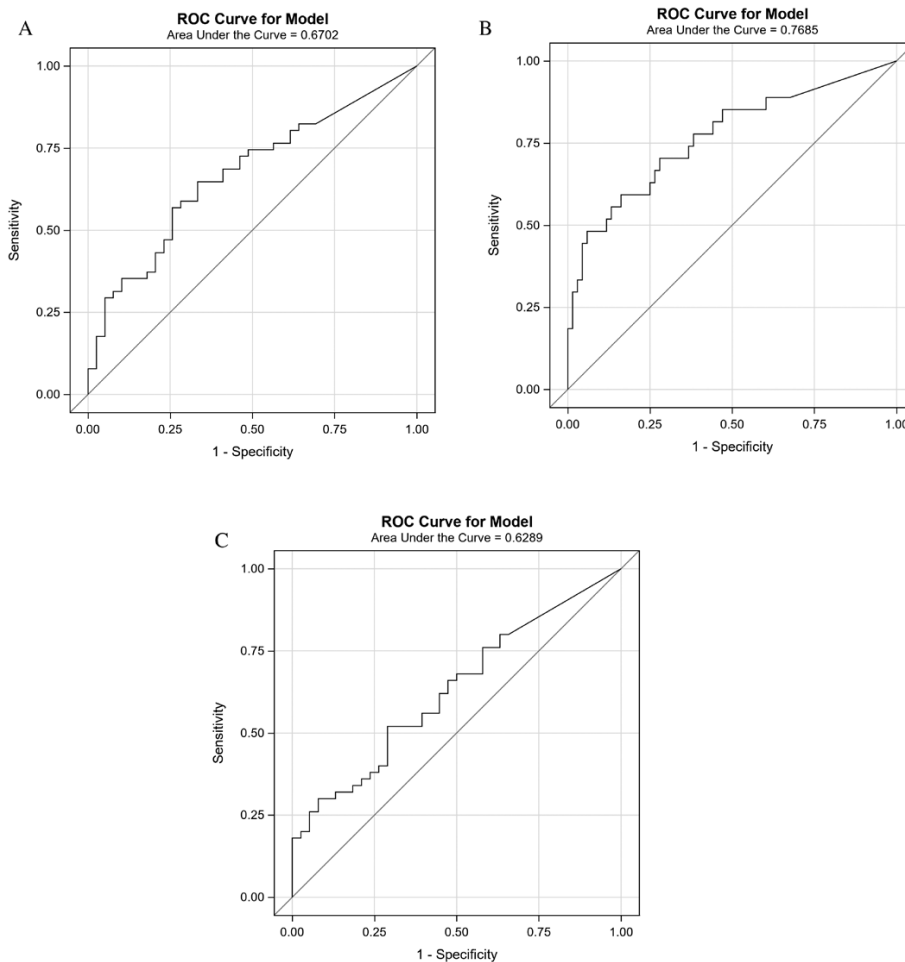 A
ROC Curve for Model
Area Under the Curve = 0.6702
1.00
0.75
0.50
0.25
0.00
Sensitivity
0.00 0.25 0.50 0.75 1.00
1 - Specificity
B
ROC Curve for Model
Area Under the Curve = 0.7685
1.00
0.75
0.50
0.25
0.00
Sensitivity
0.00 0.25 0.50 0.75 1.00
1 - Specificity
C
ROC Curve for Model
Area Under the Curve = 0.6289
1.00
0.75
0.50
0.25
0.00
Sensitivity
0.00 0.25 0.50 0.75 1.00
1 - Specificity